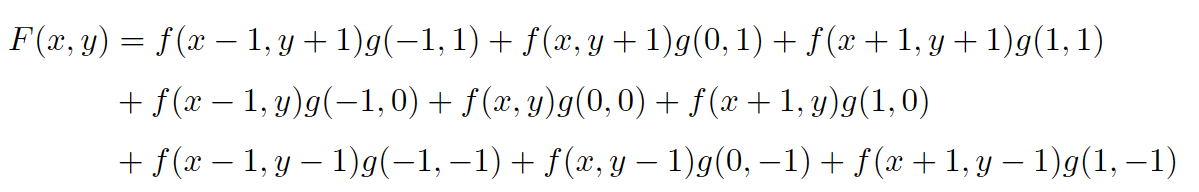 F(x, y) = f(x − 1, y + 1)g(−1, 1) + f(x, y + 1)g(0, 1) + f(x + 1, y + 1)g(1, 1)
+ f(x − 1, y)g(−1, 0) + f(x, y)g(0, 0) + f(x + 1, y)g(1, 0)
+ f(x − 1, y − 1)g(−1, −1) + f(x, y − 1)g(0, −1) + f(x + 1, y − 1)g(1, −1)